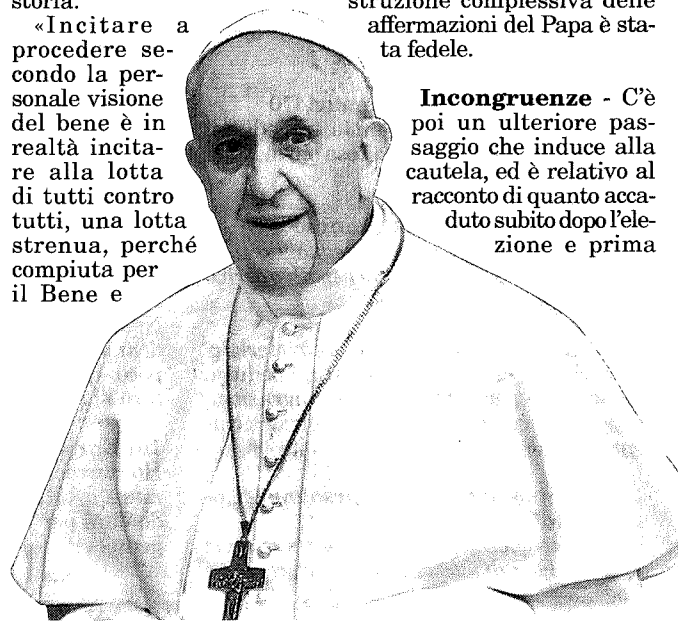 storia.
«Incitare a
procedere se-
condo la per-
sonale visione
del bene è in
realtà incita-
re alla lotta
di tutti contro
tutti, una lotta
strenua, perché
compiuta per
il Bene e
struzione complessiva delle
affermazioni del Papa è sta-
ta fedele.
Incongruenze - C’è
poi un ulteriore pas-
saggio che induce alla
cautela, ed è relativo al
racconto di quanto acca-
duto subito dopo l’ele-
zione e prima